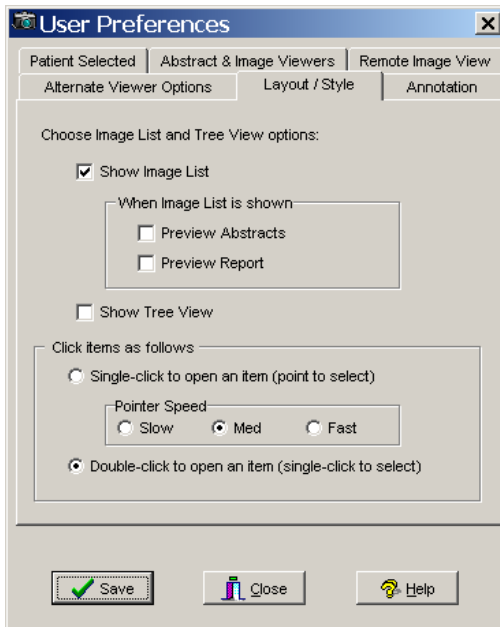 User Preferences
Patient Selected Abstract & Image Viewers Remote Image View
Alternate Viewer Options Layout / Style Annotation
Choose Image List and Tree View options:
Show Image List
When Image List is shown
Preview Abstracts
Preview Report
Show Tree View
Click items as follows
Single-click to open an item (point to select)
Pointer Speed
Slow Med Fast
Double-click to open an item (single-click to select)
Save Close Help